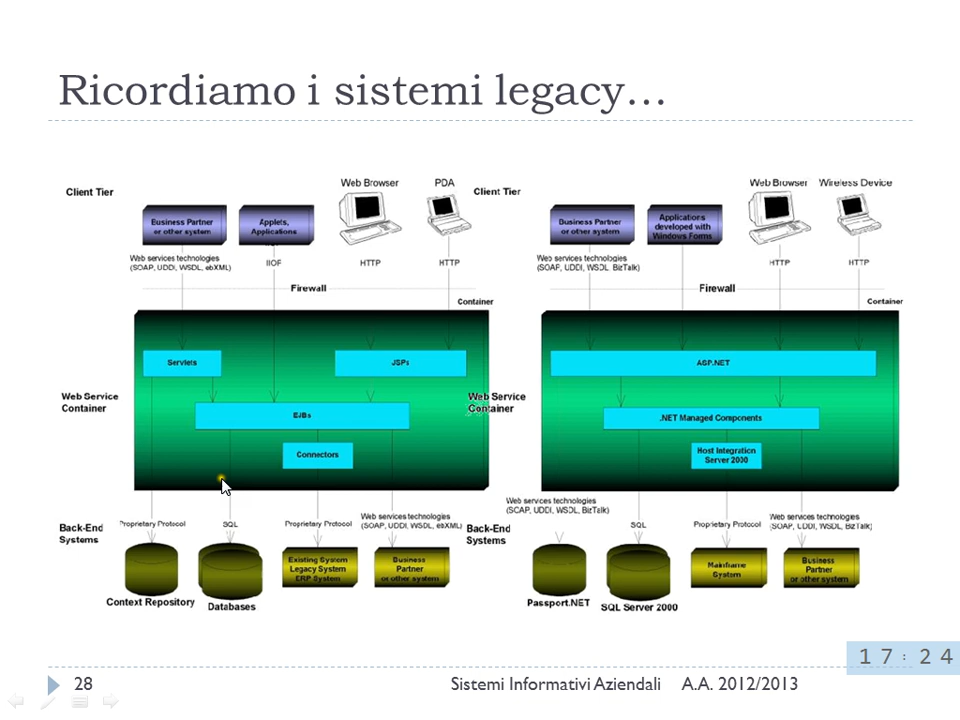 Ricordiamo i sistemi legacy...
Client Tier
Business Partner
or other system
Applets,
Applications
Web Browser
PDA
Web services technologies
(SOAP, UDDI, WSDL, ebXML)
IIOF
HTTP
HTTP
Firewall
Container
Web Service
Container
Servlets
JSPs
EJBs
Connectors
Back-End
Systems
Proprietary Protocol
SQL
Proprietary Protocol
Web services technologies
(SOAP, UDDI, WSDL, ebXML)
Context Repository
Databases
Existing System
Legacy System
ERP System
Business
Partner
or other system
Client Tier
Business Partner
or other system
Applications
developed with
Windows Forms
Web Browser
Wireless Device
Web services technologies
(SOAP, UDDI, WSDL, BizTalk)
HTTP
HTTP
Firewall
Container
Web Service
Container
ASP.NET
.NET Managed Components
Host Integration
Server 2000
Web services technologies
(SOAP, UDDI, WSDL, BizTalk)
Back-End
Systems
SQL
Proprietary Protocol
Web services technologies
(SOAP, UDDI, WSDL, BizTalk)
Passport.NET
SQL Server 2000
Mainframe
System
Business
Partner
or other system
17:24
28
Sistemi Informativi Aziendali
A.A. 2012/2013